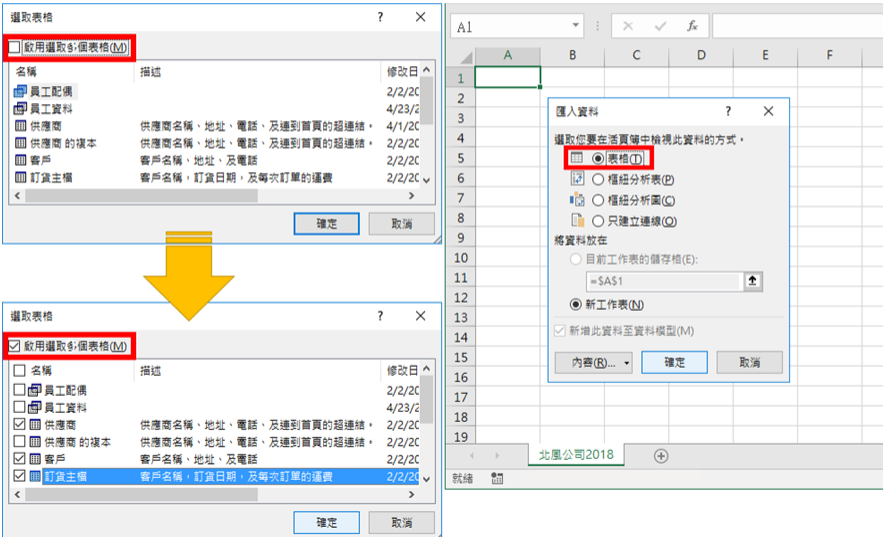 選取表格 ? ×
啟用選取多個表格(M)
名稱 描述 修改日
員工配偶 2/2/20
員工資料 4/23/2
供應商 供應商名稱、地址、電話、及連到首頁的超連結。 4/1/20
供應商 的複本 供應商名稱、地址、電話、及連到首頁的超連結。 2/2/20
客戶 客戶名稱、地址、及電話 2/2/20
訂貨主檔 客戶名稱，訂貨日期，及每次訂單的運費 2/2/20
確定 取消
選取表格 ? ×
啟用選取多個表格(M)
名稱 描述 修改日
員工配偶 2/2/20
員工資料 4/23/2
供應商 供應商名稱、地址、電話、及連到首頁的超連結。 2/2/20
供應商 的複本 供應商名稱、地址、電話、及連到首頁的超連結。 2/2/20
客戶 客戶名稱、地址、及電話 2/2/20
訂貨主檔 客戶名稱，訂貨日期，及每次訂單的運費 2/2/20
確定 取消
A1 fx
A B C D E F
1
2
3
4
5
6
7
8
9
10
11
12
13
14
15
16
17
18
19
匯入資料 ? ×
選取您要在活頁簿中檢視此資料的方式。
表格(T)
樞紐分析表(P)
樞紐分析圖(C)
只建立連線(O)
將資料放在
目前工作表的儲存格(E):
=$A$1
新工作表(N)
新增此資料至資料模型(M)
內容(R)... 確定 取消
北風公司2018
就緒